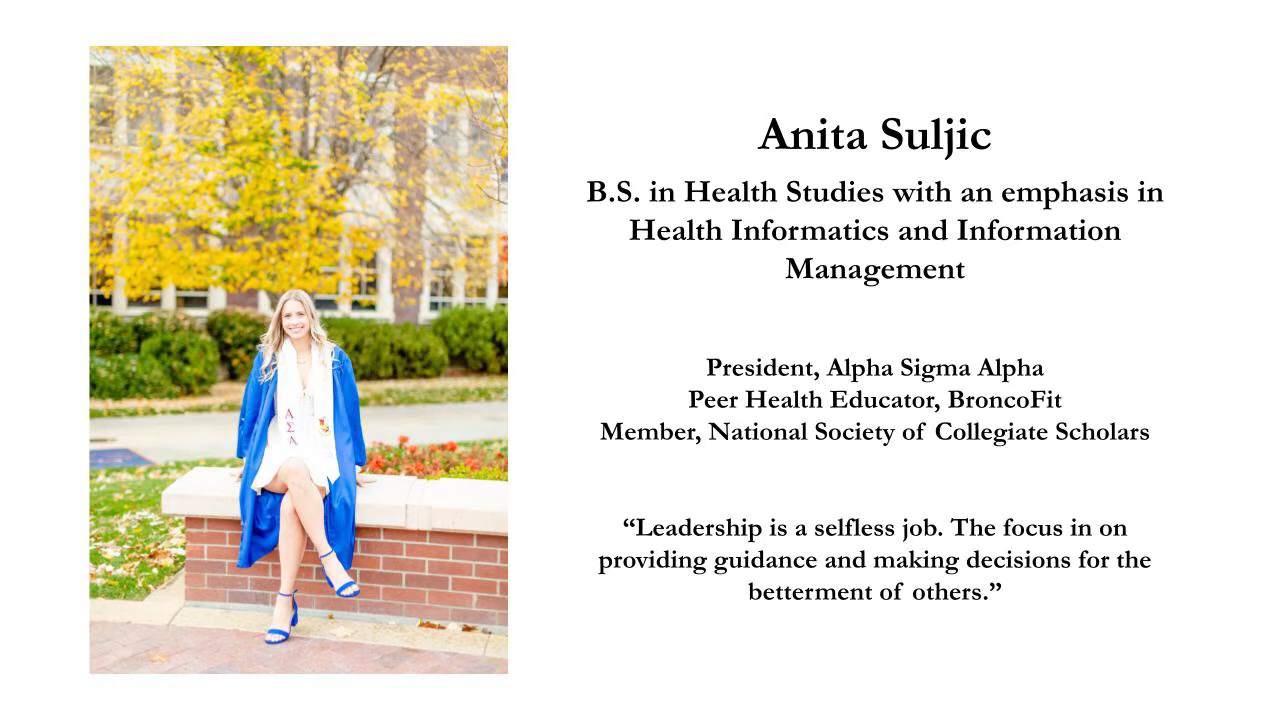 Anita Suljic
B.S. in Health Studies with an emphasis in
Health Informatics and Information
Management
President, Alpha Sigma Alpha
Peer Health Educator, BroncoFit
Member, National Society of Collegiate Scholars
“Leadership is a selfless job. The focus in on
providing guidance and making decisions for the
betterment of others.”
Α
Σ
Α